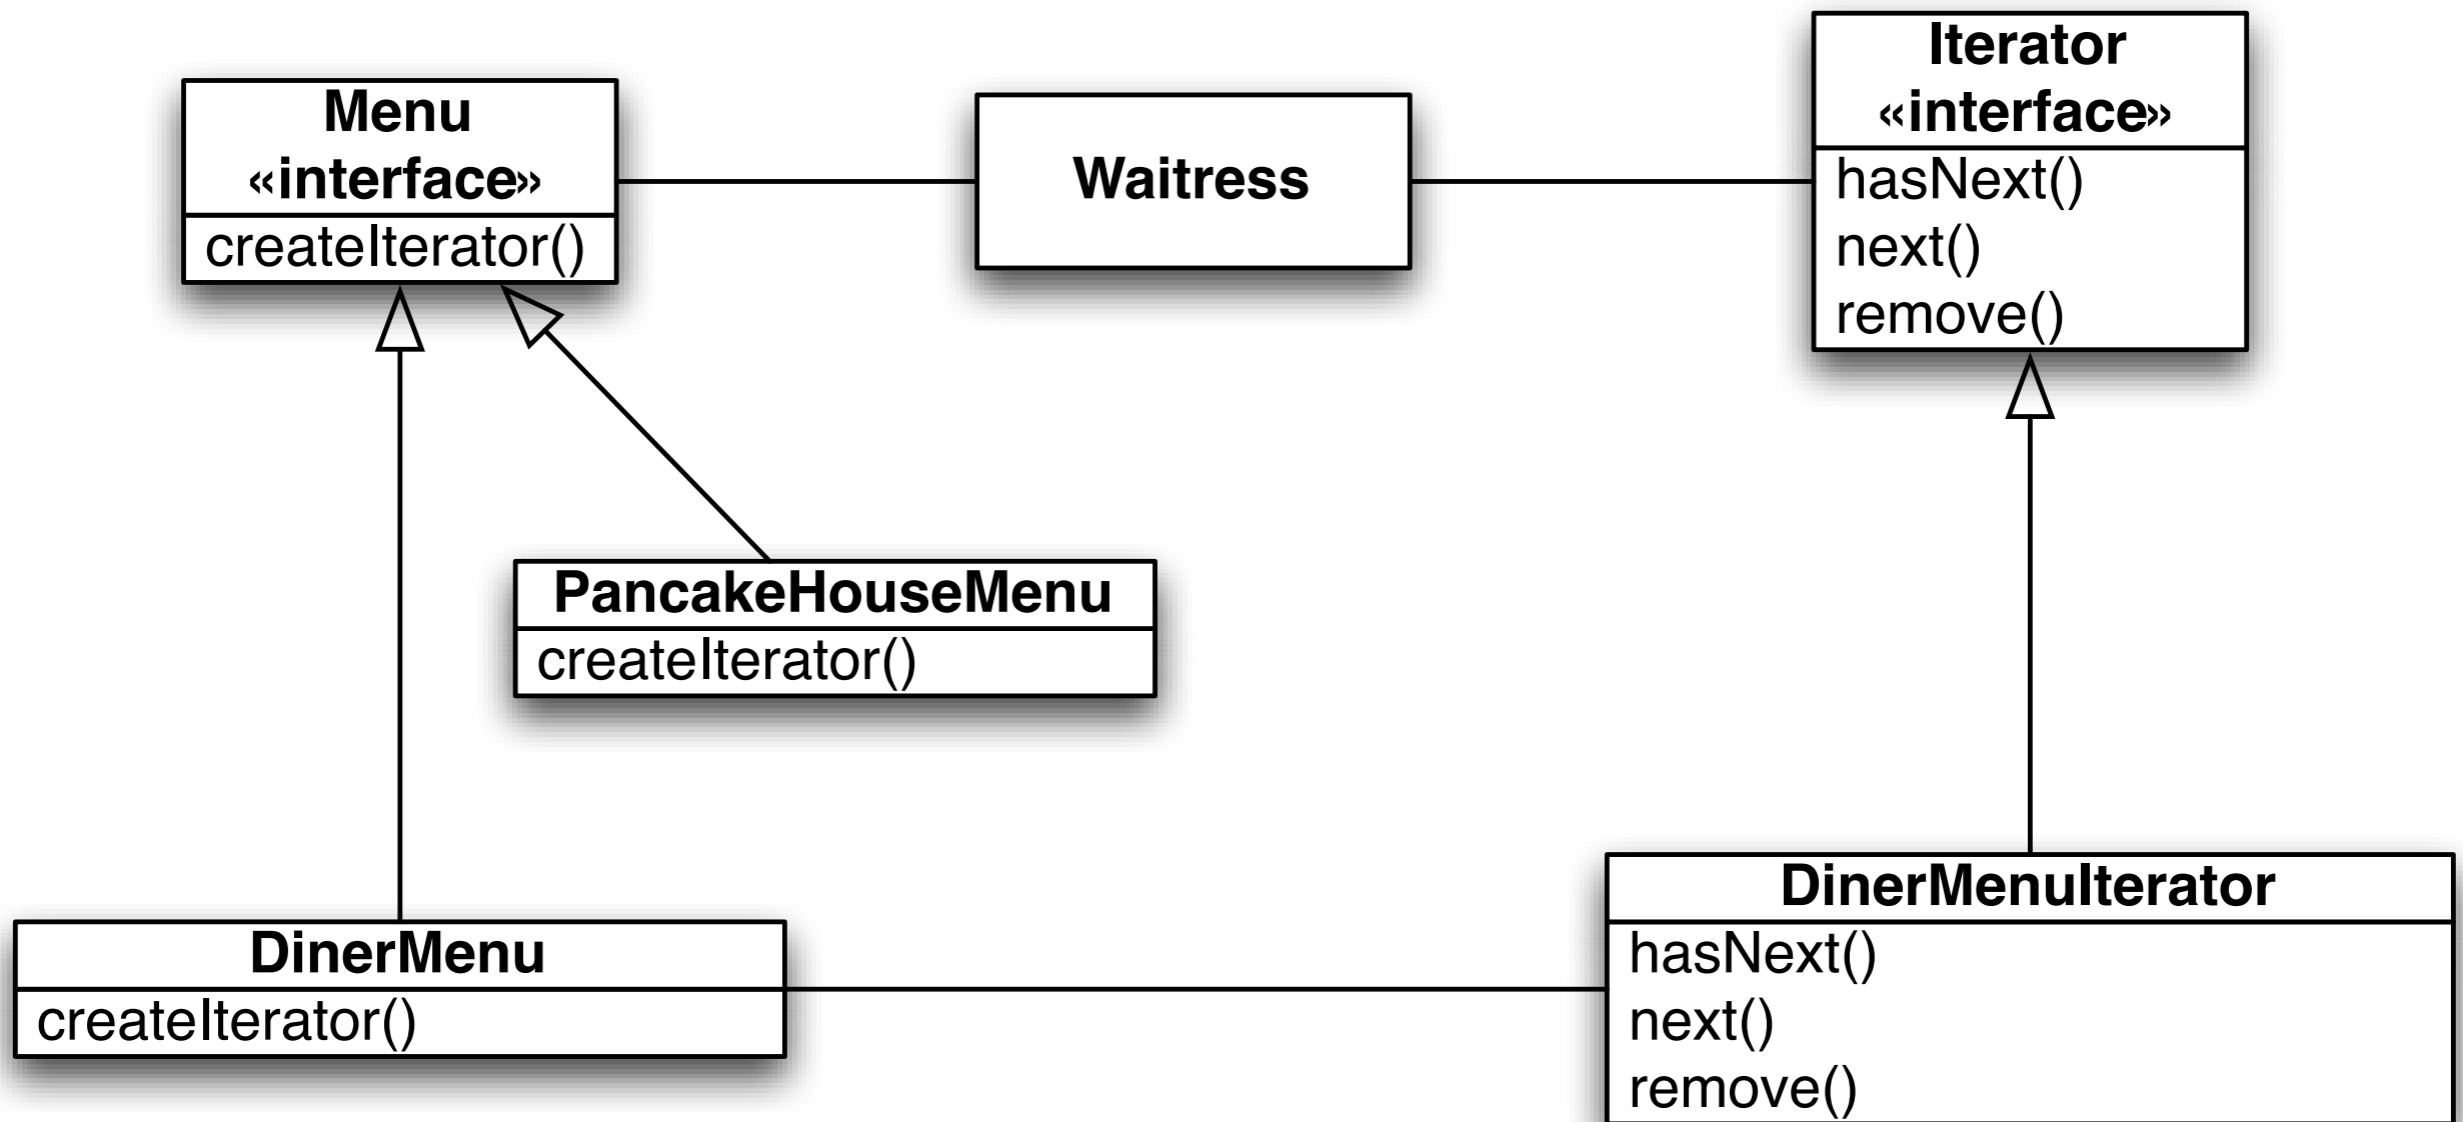 Menu
«interface»
createIterator()
Waitress
Iterator
«interface»
hasNext()
next()
remove()
PancakeHouseMenu
createIterator()
DinerMenu
createIterator()
DinerMenuIterator
hasNext()
next()
remove()